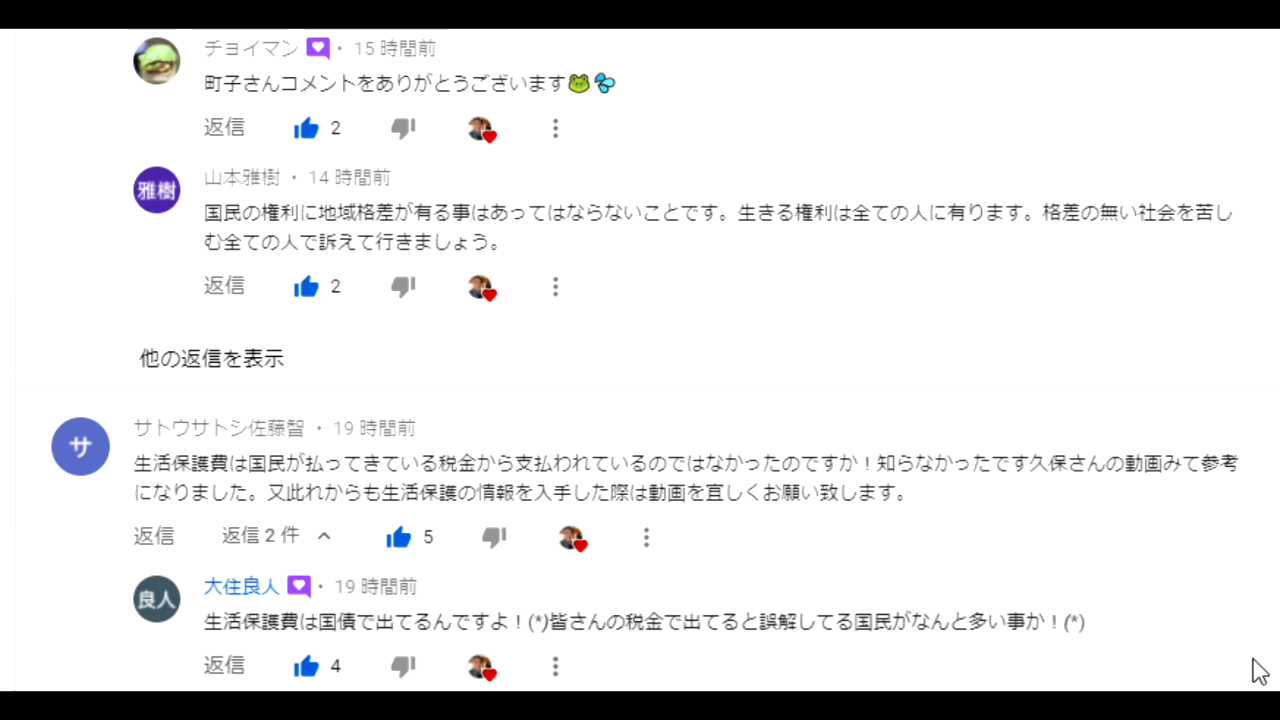 チョイマン ・ 15 時間前
町子さんコメントをありがとうございます🐸💦
返信 2
雅樹
山本雅樹 ・ 14 時間前
国民の権利に地域格差が有る事はあってはならないことです。生きる権利は全ての人に有ります。格差の無い社会を苦し
む全ての人で訴えて行きましょう。
返信 2
他の返信を表示
サ
サトウサトシ佐藤智 ・ 19 時間前
生活保護費は国民が払ってきている税金から支払われているのではなかったのですか！知らなかったです久保さんの動画みて参考
になりました。又此れからも生活保護の情報を入手した際は動画を宜しくお願い致します。
返信 返信 2 件 5
良人
大住良人 ・ 19 時間前
生活保護費は国債で出てるんですよ！(*)皆さんの税金で出てると誤解してる国民がなんと多い事か！(*)
返信 4